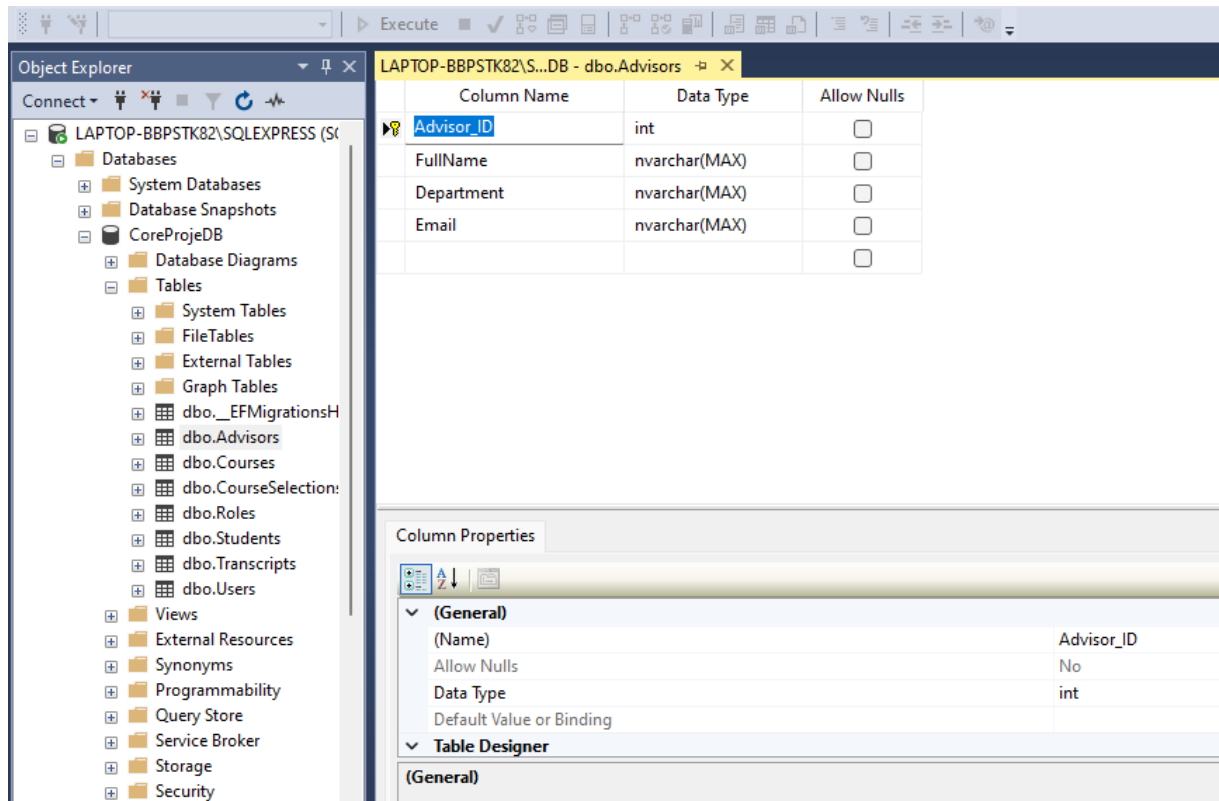 Execute
Object Explorer
Connect
LAPTOP-BBPSTK82\SQLEXPRESS (SQ
Databases
System Databases
Database Snapshots
CoreProjeDB
Database Diagrams
Tables
System Tables
FileTables
External Tables
Graph Tables
dbo.__EFMigrationsH
dbo.Advisors
dbo.Courses
dbo.CourseSelections
dbo.Roles
dbo.Students
dbo.Transcripts
dbo.Users
Views
External Resources
Synonyms
Programmability
Query Store
Service Broker
Storage
Security
LAPTOP-BBPSTK82\S...DB - dbo.Advisors
Column Name Data Type Allow Nulls
Advisor_ID int
FullName nvarchar(MAX)
Department nvarchar(MAX)
Email nvarchar(MAX)
Column Properties
(General)
(Name) Advisor_ID
Allow Nulls No
Data Type int
Default Value or Binding
Table Designer
(General)